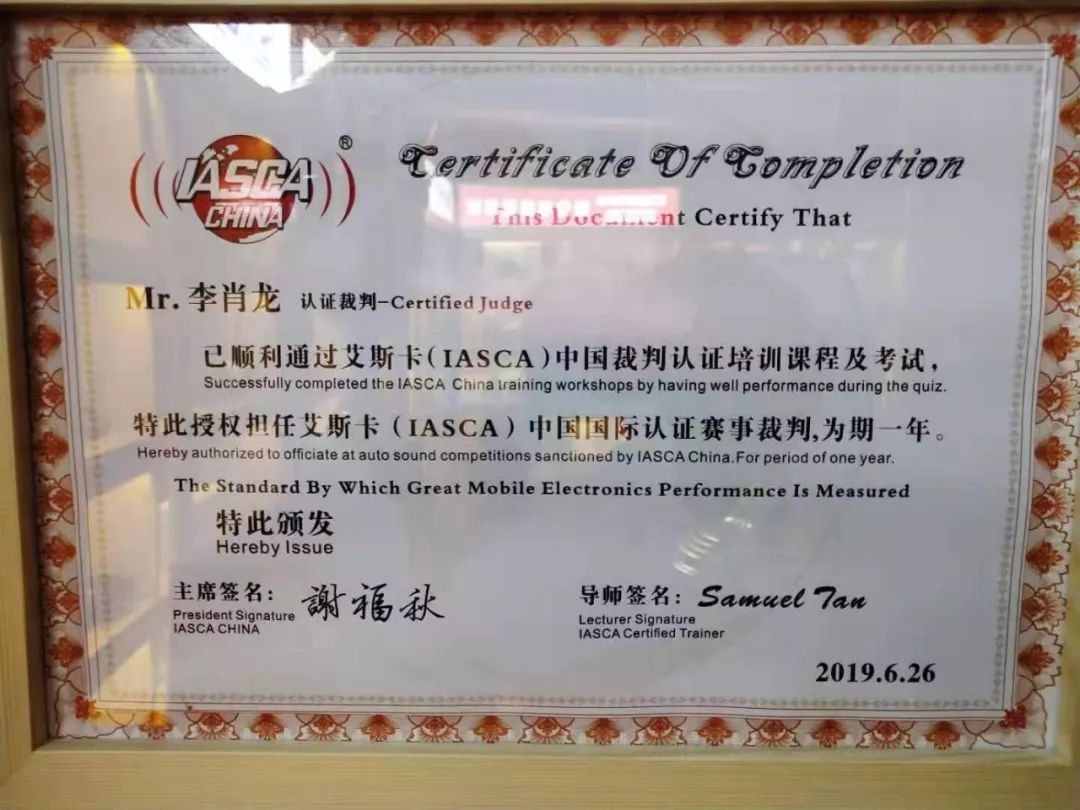 IASCA
CHINA
®
Certificate Of Completion
This Document Certify That
Mr. 李肖龙 认证裁判-Certified Judge
已顺利通过艾斯卡(IASCA)中国裁判认证培训课程及考试,
Successfully completed the IASCA China training workshops by having well performance during the quiz.
特此授权担任艾斯卡(IASCA)中国国际认证赛事裁判,为期一年。
Hereby authorized to officiate at auto sound competitions sanctioned by IASCA China.For period of one year.
The Standard By Which Great Mobile Electronics Performance Is Measured
特此颁发
Hereby Issue
主席签名: 謝福秋
President Signature
IASCA CHINA
导师签名: Samuel Tan
Lecturer Signature
IASCA Certified Trainer
2019.6.26